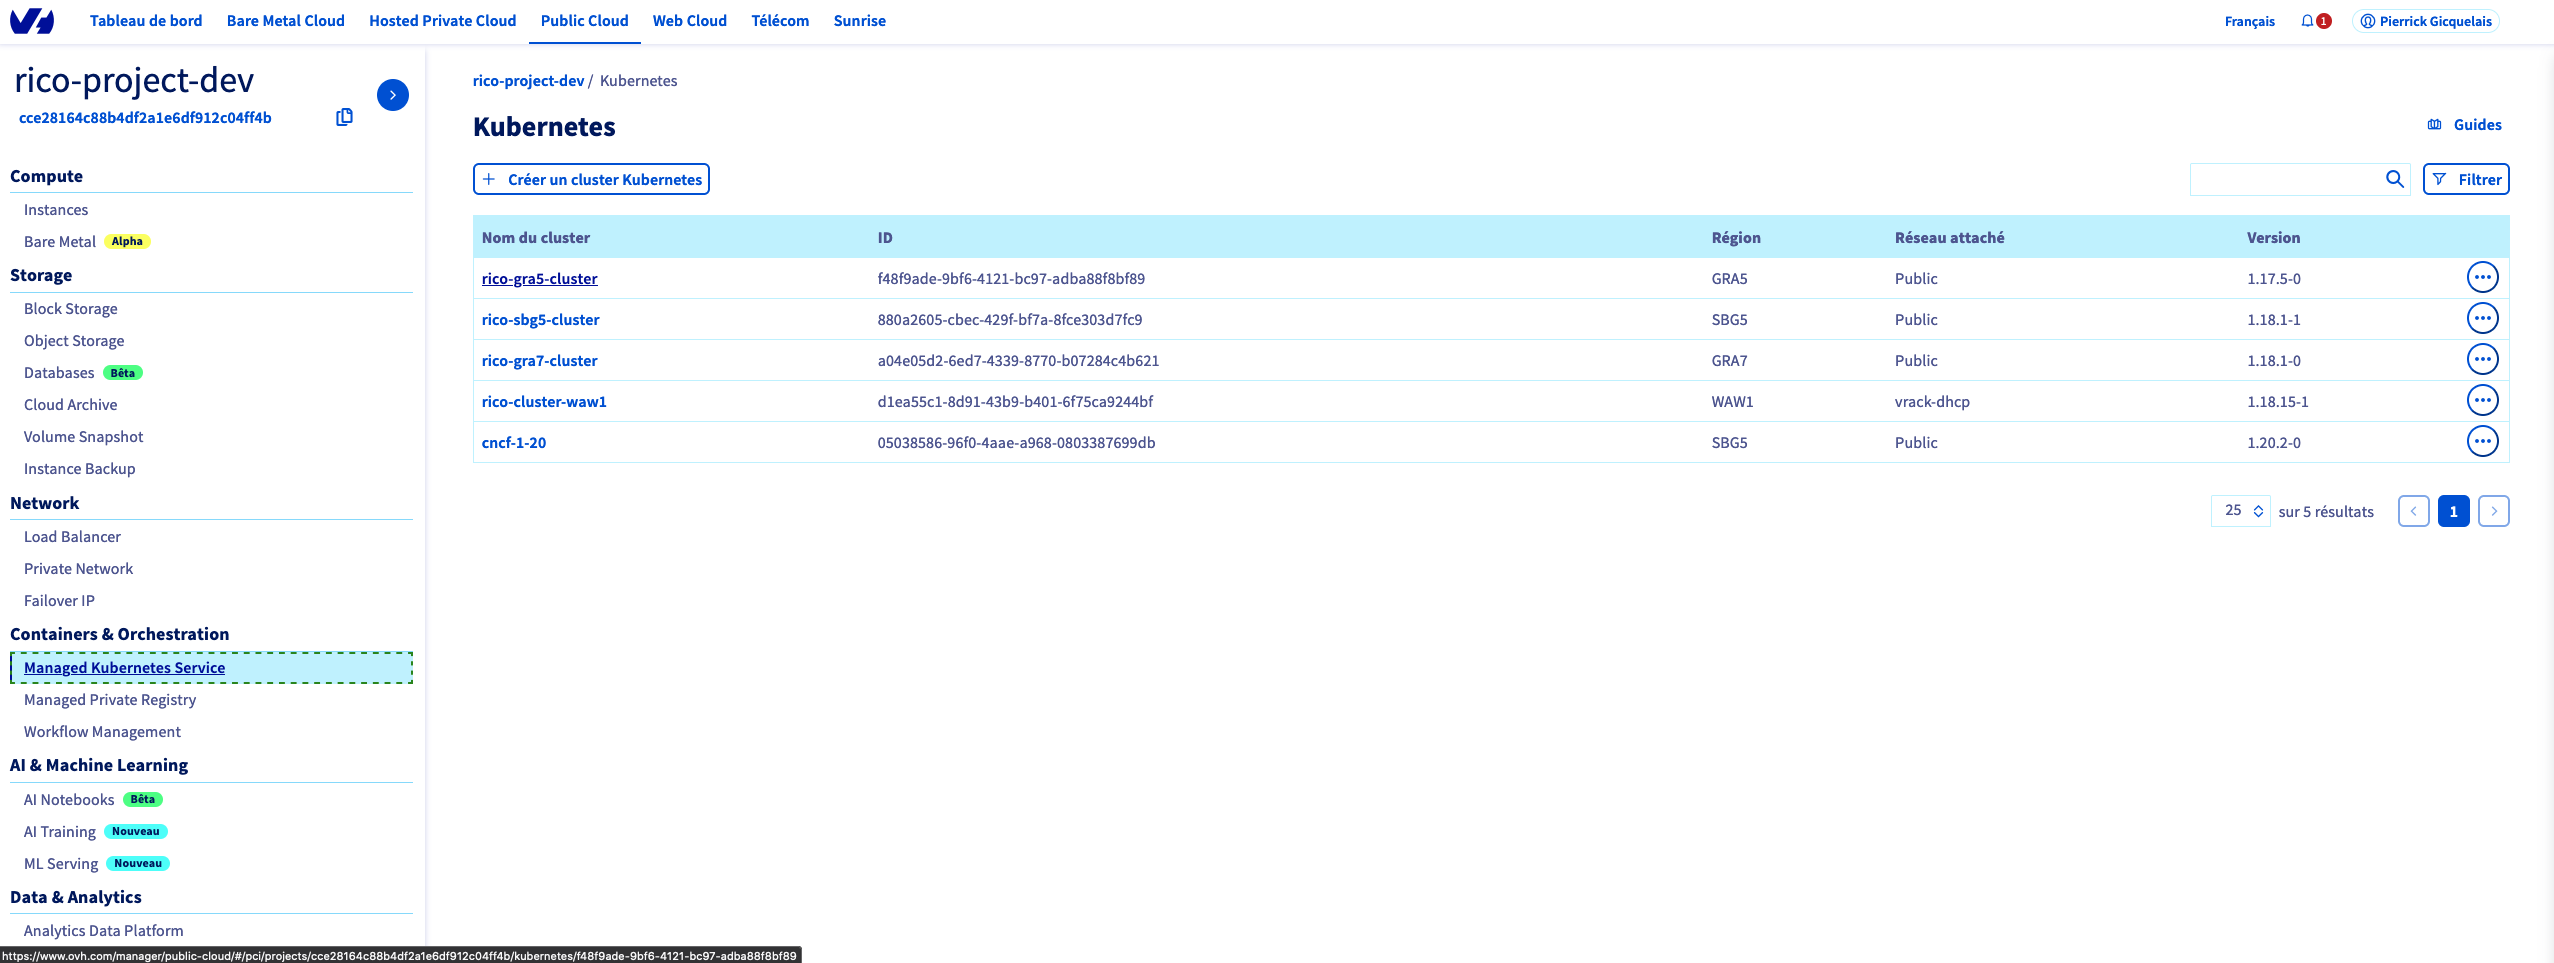 Tableau de bord Bare Metal Cloud Hosted Private Cloud Public Cloud Web Cloud Télécom Sunrise Français 1 Pierrick Gicquelais
rico-project-dev
cce28164c88b4df2a1e6df912c04ff4b
Compute
Instances
Bare Metal Alpha
Storage
Block Storage
Object Storage
Databases Bêta
Cloud Archive
Volume Snapshot
Instance Backup
Network
Load Balancer
Private Network
Failover IP
Containers & Orchestration
Managed Kubernetes Service
Managed Private Registry
Workflow Management
AI & Machine Learning
AI Notebooks Bêta
AI Training Nouveau
ML Serving Nouveau
Data & Analytics
Analytics Data Platform
rico-project-dev / Kubernetes
Kubernetes
Guides
+ Créer un cluster Kubernetes Filtrer
Nom du cluster ID Région Réseau attaché Version
rico-gra5-cluster f48f9ade-9bf6-4121-bc97-adba88f8bf89 GRA5 Public 1.17.5-0
rico-sbg5-cluster 880a2605-cbec-429f-bf7a-8fce303d7fc9 SBG5 Public 1.18.1-1
rico-gra7-cluster a04e05d2-6ed7-4339-8770-b07284c4b621 GRA7 Public 1.18.1-0
rico-cluster-waw1 d1ea55c1-8d91-43b9-b401-6f75ca9244bf WAW1 vrack-dhcp 1.18.15-1
cncf-1-20 05038586-96f0-4aae-a968-0803387699db SBG5 Public 1.20.2-0
25 sur 5 résultats 1
https://www.ovh.com/manager/public-cloud/#/pci/projects/cce28164c88b4df2a1e6df912c04ff4b/kubernetes/f48f9ade-9bf6-4121-bc97-adba88f8bf89